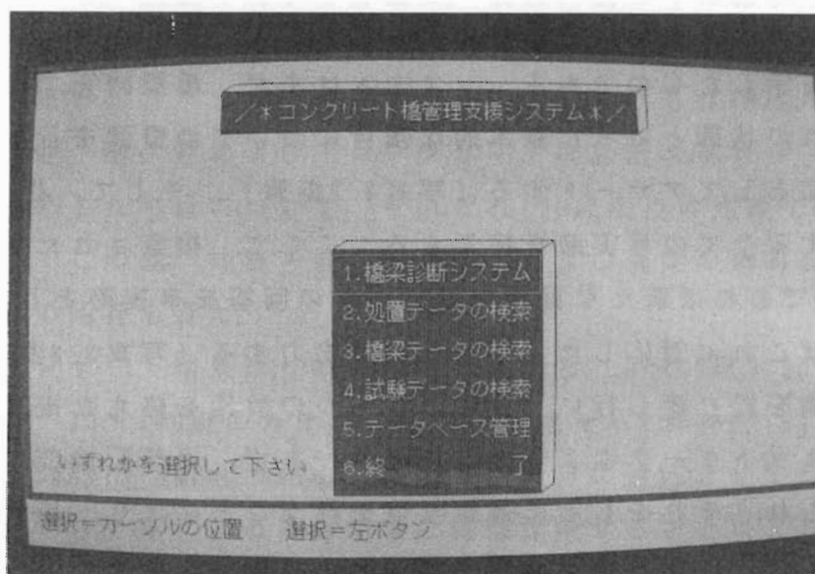 ／＊コンクリート橋管理支援システム＊／
1.橋梁診断システム
2.処置データの検索
3.橋梁データの検索
4.試験データの検索
5.データベース管理
6.終 了
いずれかを選択して下さい
選択=カーソルの位置 選択=左ボタン